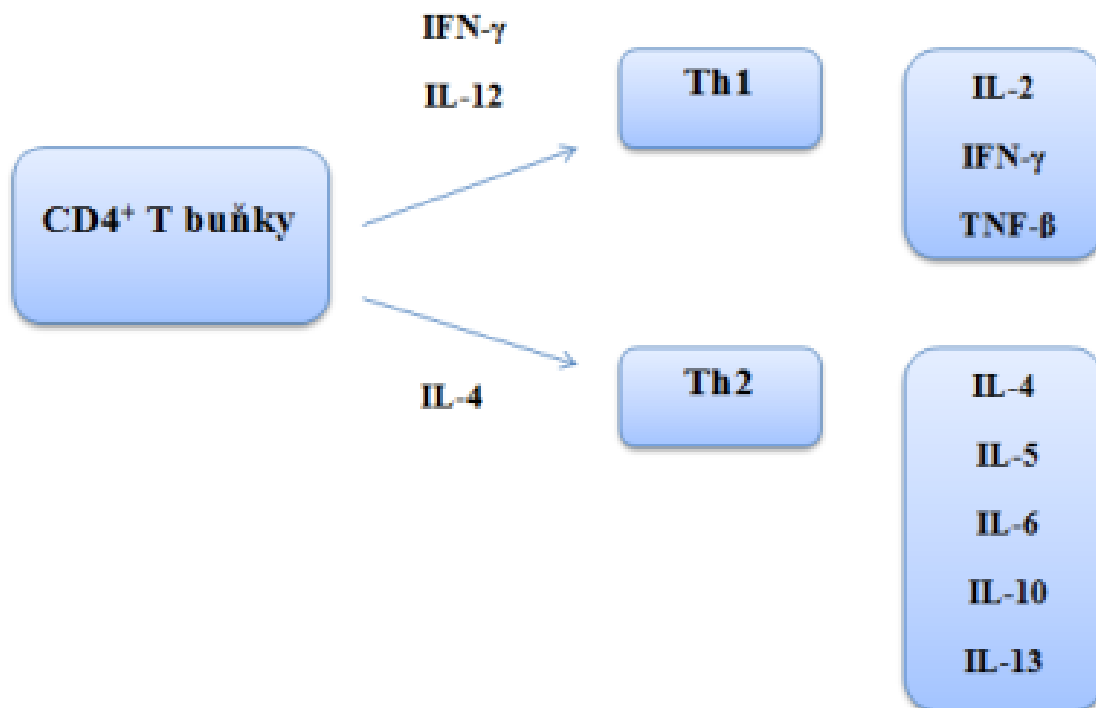 IFN-γ
IL-12
Th1
IL-2
IFN-γ
TNF-β
CD4⁺ T buňky
IL-4
Th2
IL-4
IL-5
IL-6
IL-10
IL-13